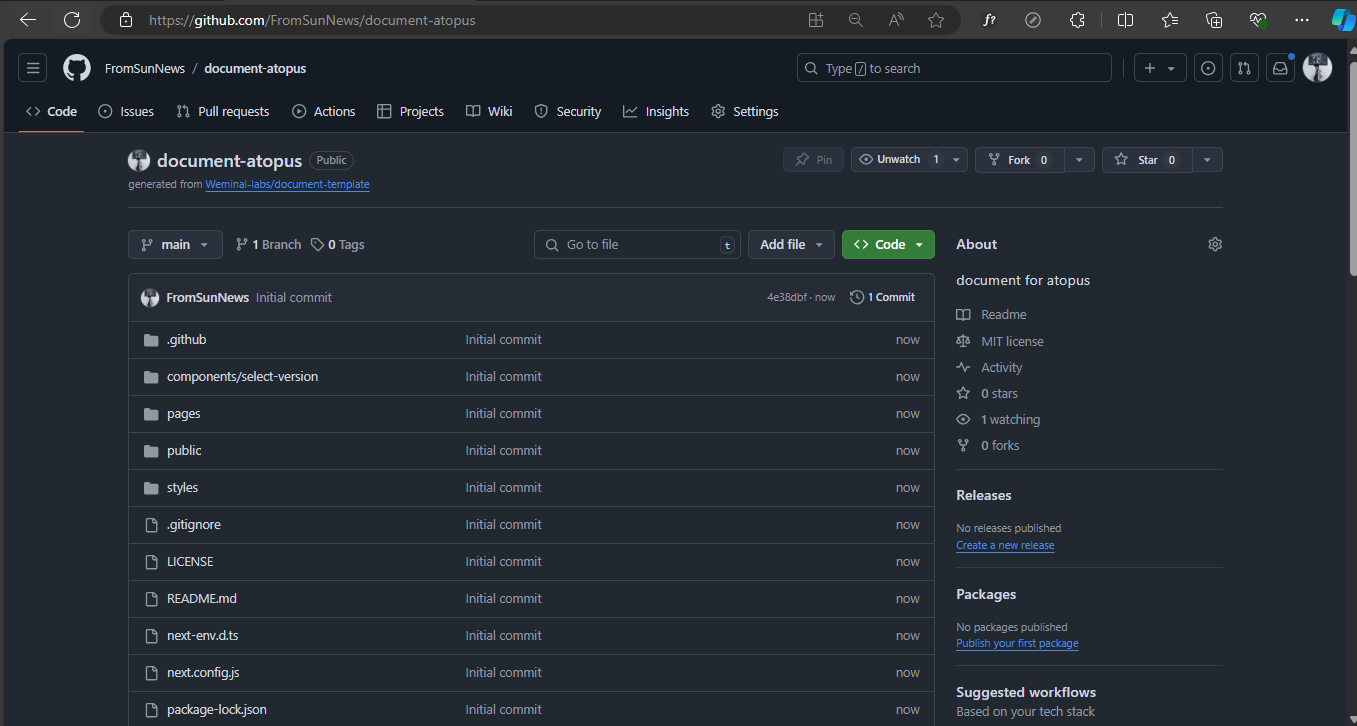 https://github.com/FromSunNews/document-atopus
FromSunNews / document-atopus
Type / to search
Code Issues Pull requests Actions Projects Wiki Security Insights Settings
document-atopus Public
Pin Unwatch 1 Fork 0 Star 0
generated from Weminal-labs/document-template
main 1 Branch 0 Tags Go to file t Add file Code
FromSunNews Initial commit 4e38dbf · now 1 Commit
.github Initial commit now
components/select-version Initial commit now
pages Initial commit now
public Initial commit now
styles Initial commit now
.gitignore Initial commit now
LICENSE Initial commit now
README.md Initial commit now
next-env.d.ts Initial commit now
next.config.js Initial commit now
package-lock.json Initial commit now
About
document for atopus
Readme
MIT license
Activity
0 stars
1 watching
0 forks
Releases
No releases published
Create a new release
Packages
No packages published
Publish your first package
Suggested workflows
Based on your tech stack